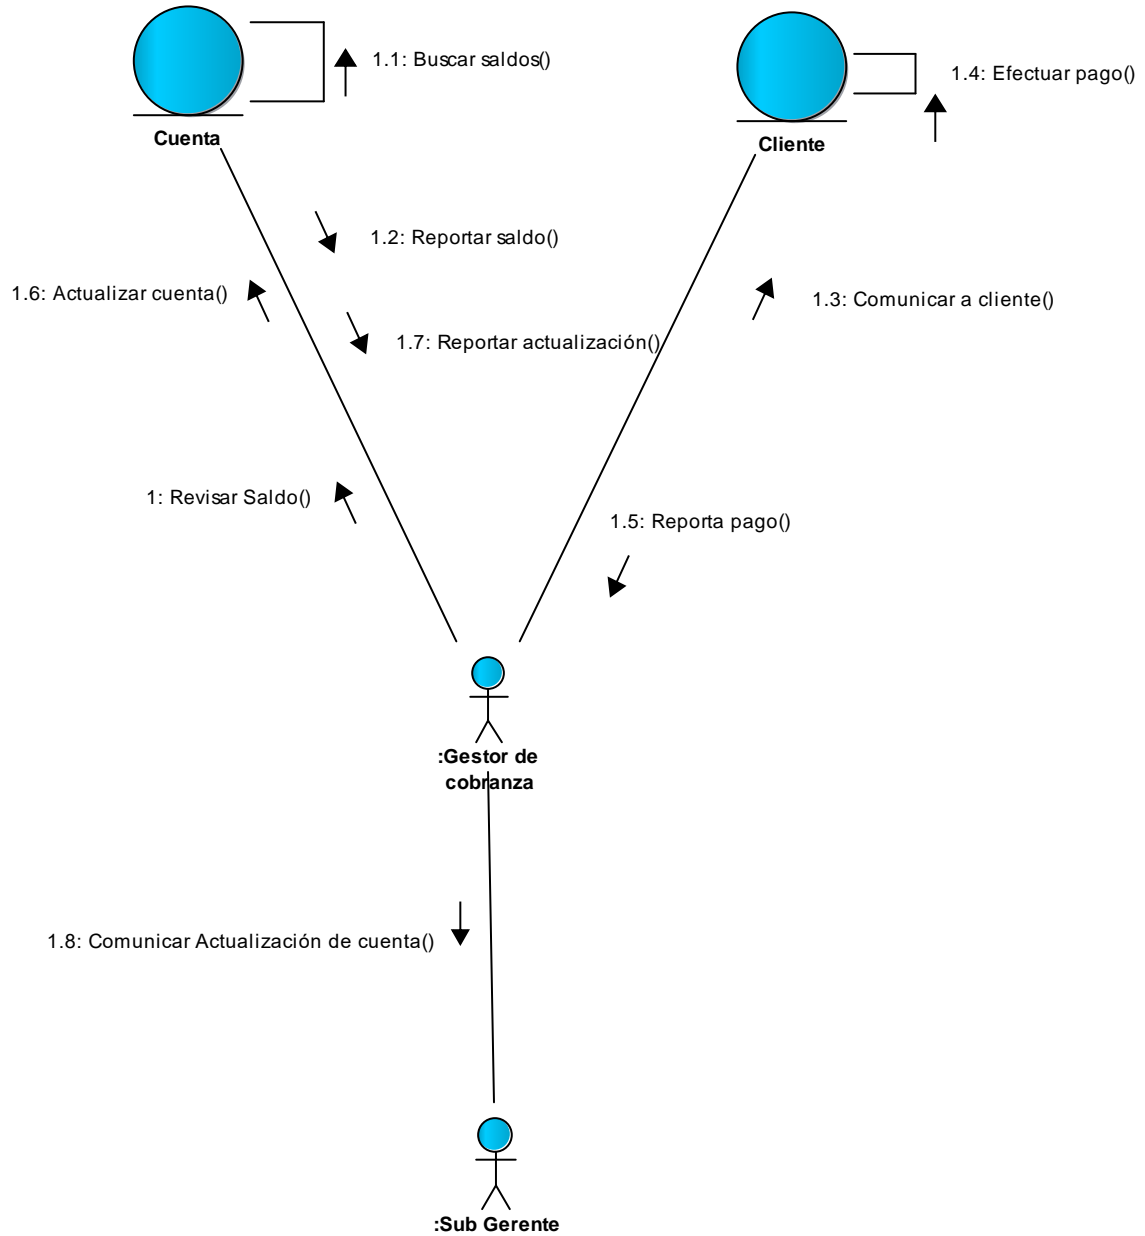 1.1: Buscar saldos()
1.4: Efectuar pago()
Cuenta
Cliente
1.2: Reportar saldo()
1.6: Actualizar cuenta()
1.3: Comunicar a cliente()
1.7: Reportar actualización()
1: Revisar Saldo()
1.5: Reporta pago()
:Gestor de
cobranza
1.8: Comunicar Actualización de cuenta()
:Sub Gerente